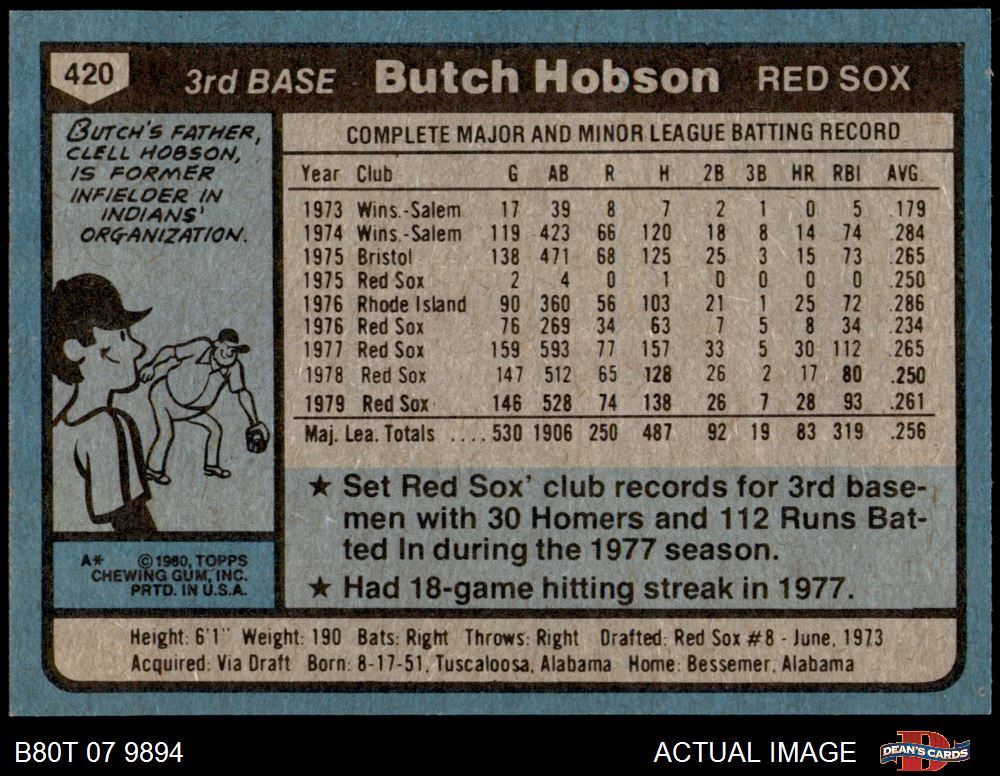 420 3rd BASE Butch Hobson RED SOX
BUTCH'S FATHER,
CLELL HOBSON,
IS FORMER
INFIELDER IN
INDIANS'
ORGANIZATION.
COMPLETE MAJOR AND MINOR LEAGUE BATTING RECORD
Year Club G AB R H 2B 3B HR RBI AVG.
1973 Wins.-Salem 17 39 8 7 2 1 0 5 .179
1974 Wins.-Salem 119 423 66 120 18 8 14 74 .284
1975 Bristol 138 471 68 125 25 3 15 73 .265
1975 Red Sox 2 4 0 1 0 0 0 0 .250
1976 Rhode Island 90 360 56 103 21 1 25 72 .286
1976 Red Sox 76 269 34 63 7 5 8 34 .234
1977 Red Sox 159 593 77 157 33 5 30 112 .265
1978 Red Sox 147 512 65 128 26 2 17 80 .250
1979 Red Sox 146 528 74 138 26 7 28 93 .261
Maj. Lea. Totals .... 530 1906 250 487 92 19 83 319 .256
★ Set Red Sox' club records for 3rd base-
men with 30 Homers and 112 Runs Bat-
ted In during the 1977 season.
★ Had 18-game hitting streak in 1977.
A* © 1980, TOPPS
CHEWING GUM, INC.
PRTD. IN U.S.A.
Height: 6'1" Weight: 190 Bats: Right Throws: Right Drafted: Red Sox #8 - June, 1973
Acquired: Via Draft Born: 8-17-51, Tuscaloosa, Alabama Home: Bessemer, Alabama
B80T 07 9894 ACTUAL IMAGE DEAN'S CARDS